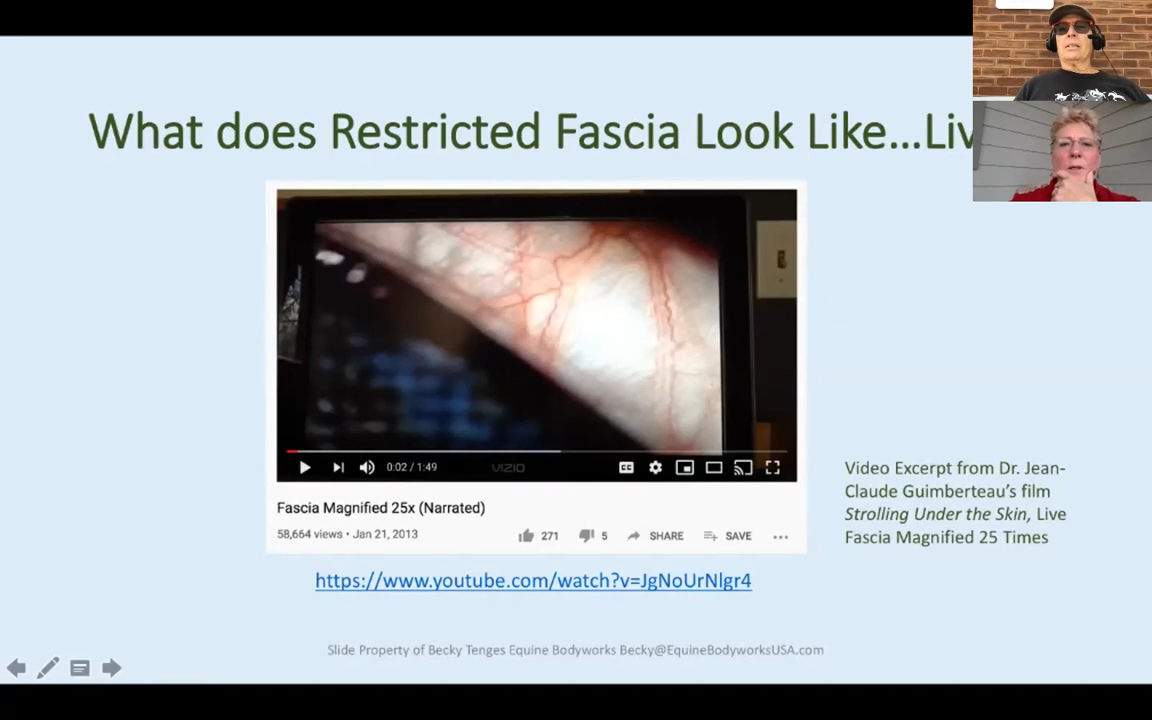 What does Restricted Fascia Look Like...Liv
0:02 / 1:49
VIZIO
CC
Fascia Magnified 25x (Narrated)
58,664 views • Jan 21, 2013
271
5
SHARE
SAVE
Video Excerpt from Dr. Jean-
Claude Guimberteau's film
Strolling Under the Skin, Live
Fascia Magnified 25 Times
https://www.youtube.com/watch?v=JgNoUrNlgr4
Slide Property of Becky Tenges Equine Bodyworks Becky@EquineBodyworksUSA.com